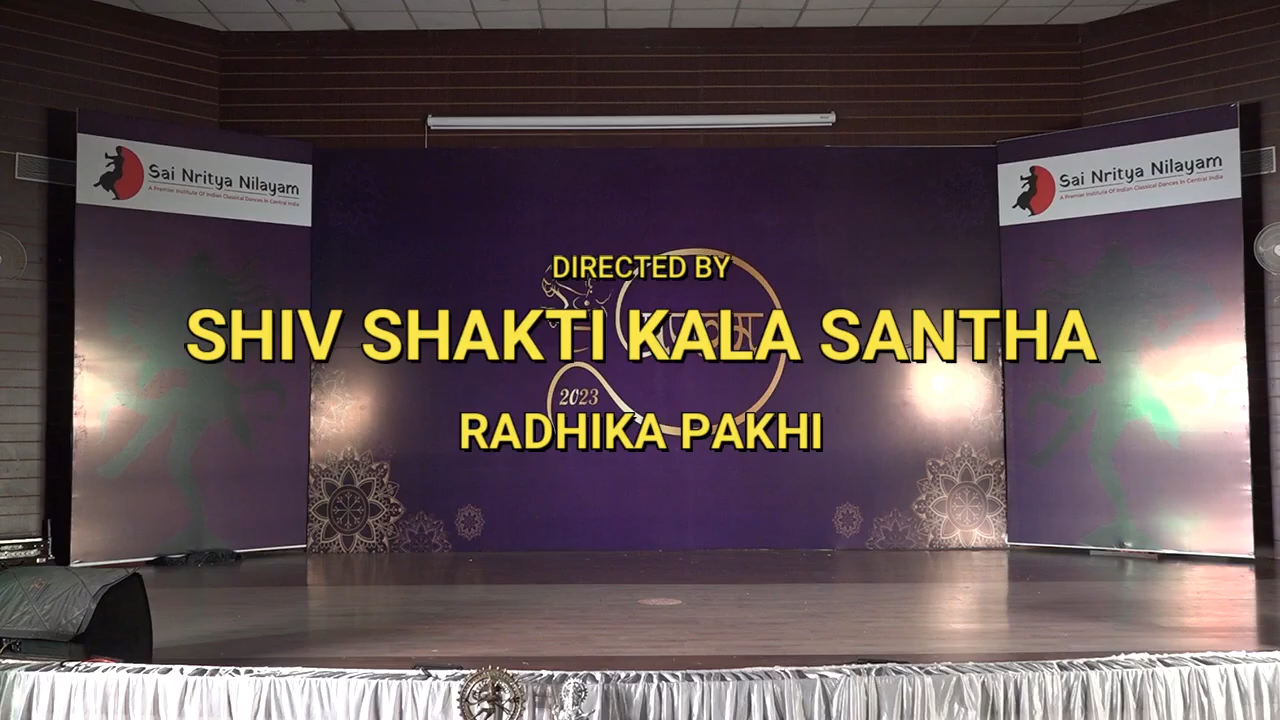 Sai Nritya Nilayam
A Premier Institute Of Indian Classical Dances In Central India
Sai Nritya Nilayam
A Premier Institute Of Indian Classical Dances In Central India
DIRECTED BY
SHIV SHAKTI KALA SANTHA
2023
RADHIKA PAKHI